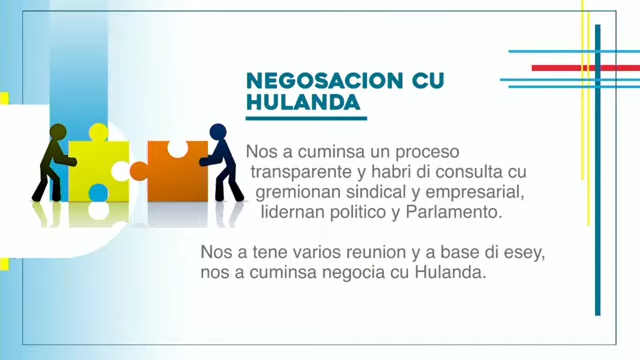 NEGOSACION CU
HULANDA
Nos a cuminsa un proceso
transparente y habri di consulta cu
gremionan sindical y empresarial,
lidernan politico y Parlamento.
Nos a tene varios reunion y a base di esey,
nos a cuminsa negocia cu Hulanda.